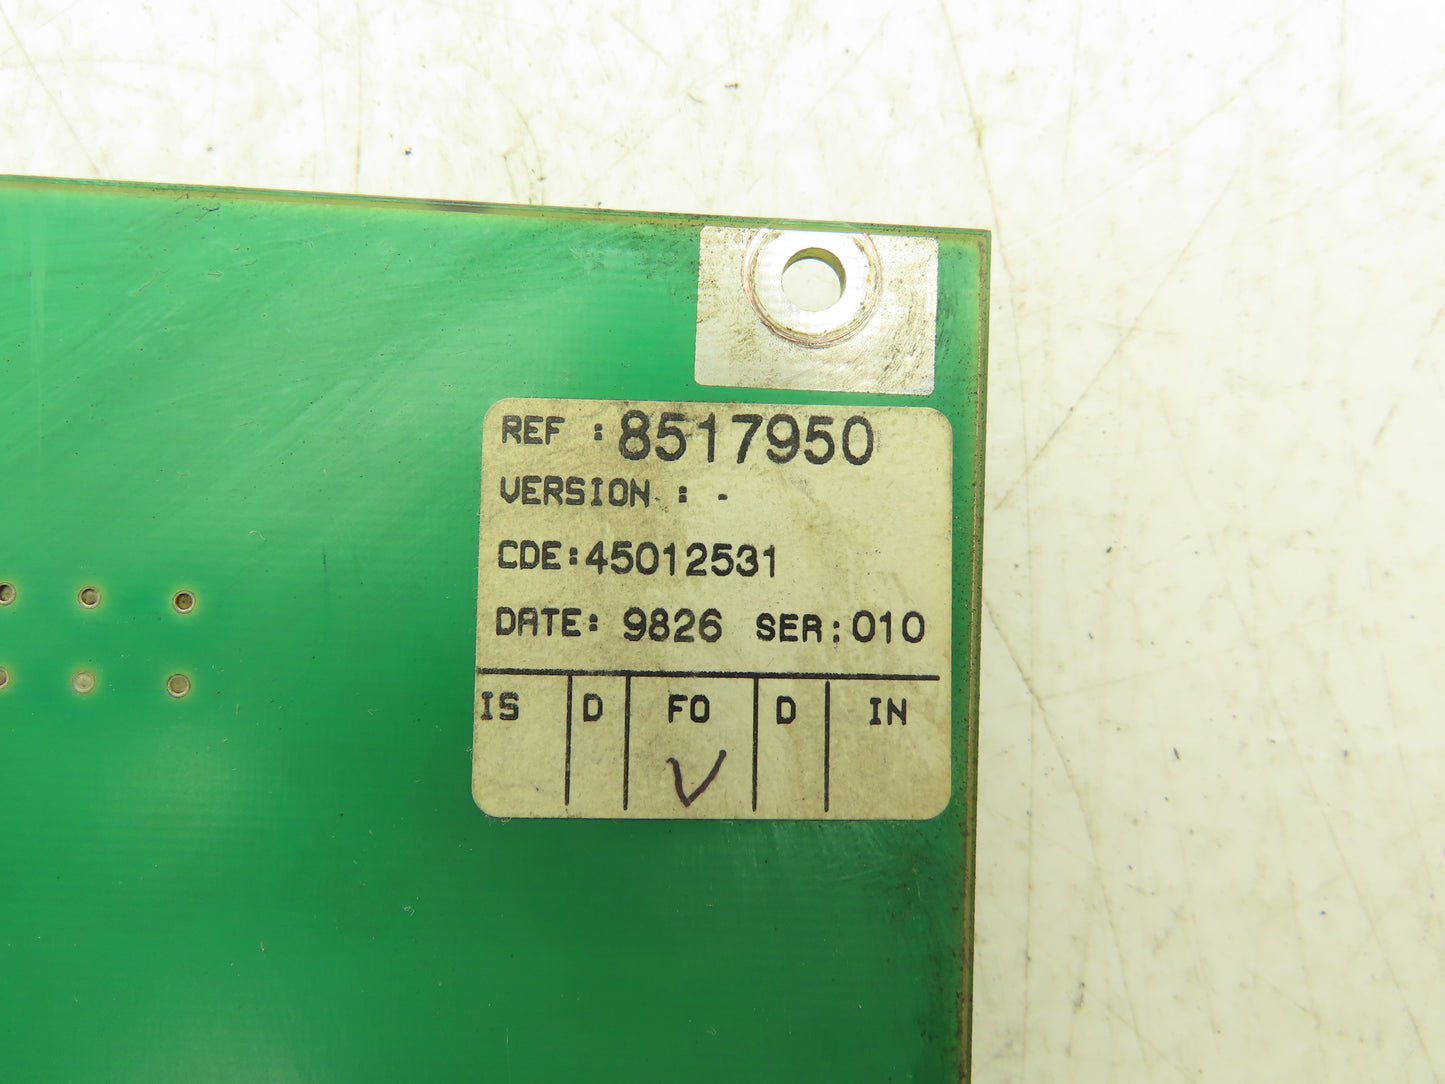 REF : 8517950
VERSION : -
CDE:45012531
DATE: 9826 SER:010
IS D FO D IN
V